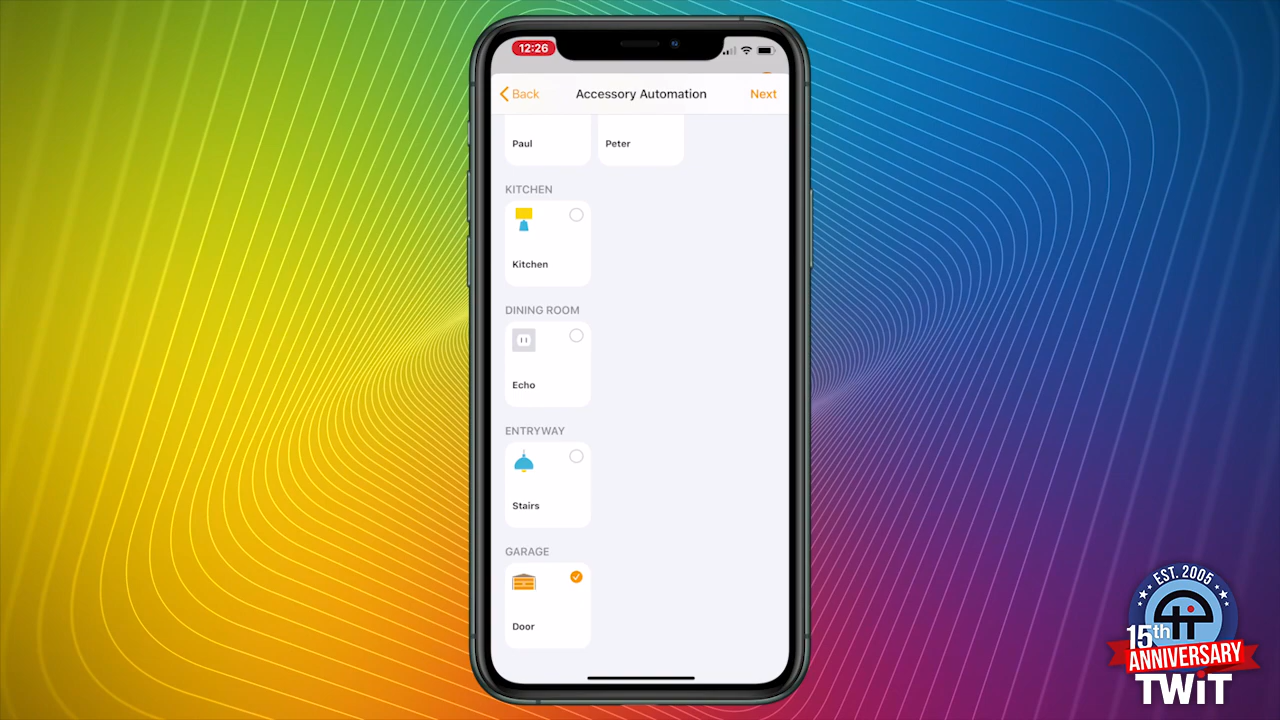 12:26
Back
Accessory Automation
Next
Paul
Peter
KITCHEN
Kitchen
DINING ROOM
Echo
ENTRYWAY
Stairs
GARAGE
Door
EST. 2005
15th
ANNIVERSARY
TWiT